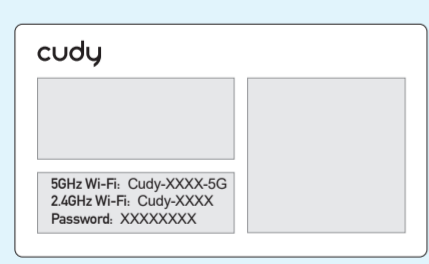 cudy
5GHz Wi-Fi: Cudy-XXXX-5G
2.4GHz Wi-Fi: Cudy-XXXX
Password: XXXXXXXX